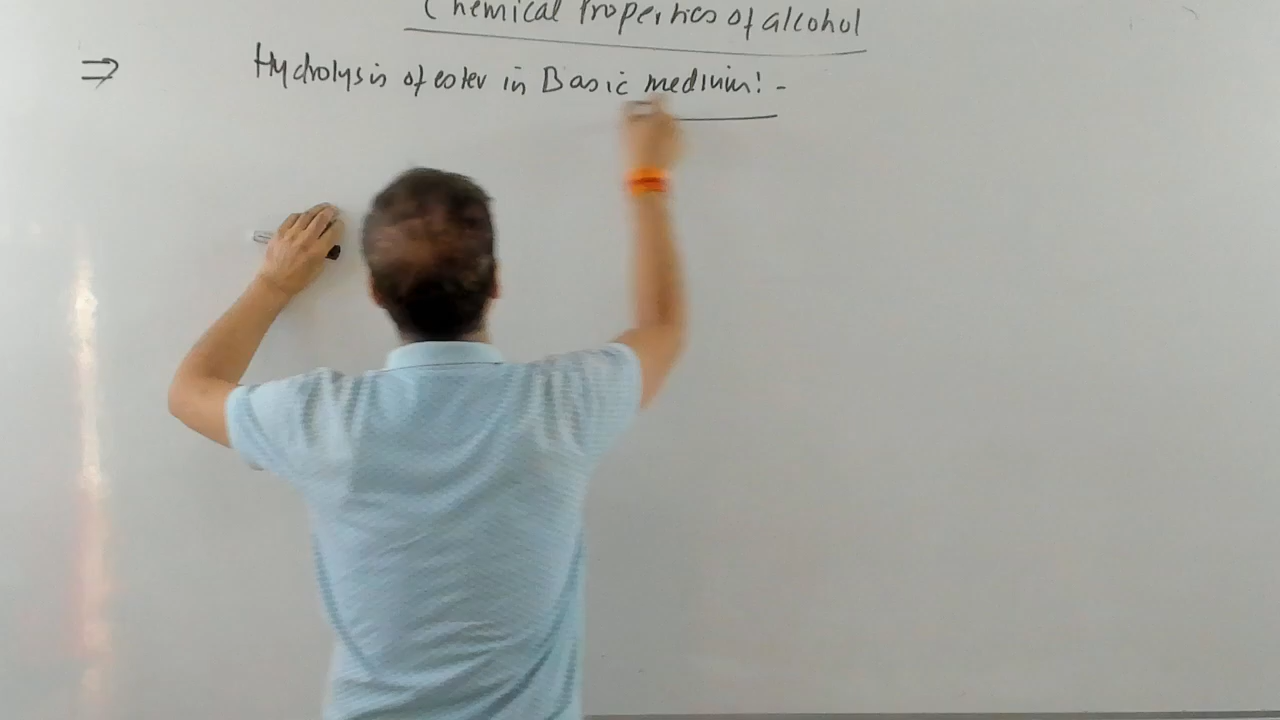 Chemical Properties of alcohol
⇒ Hydrolysis of ester in Basic medium:-